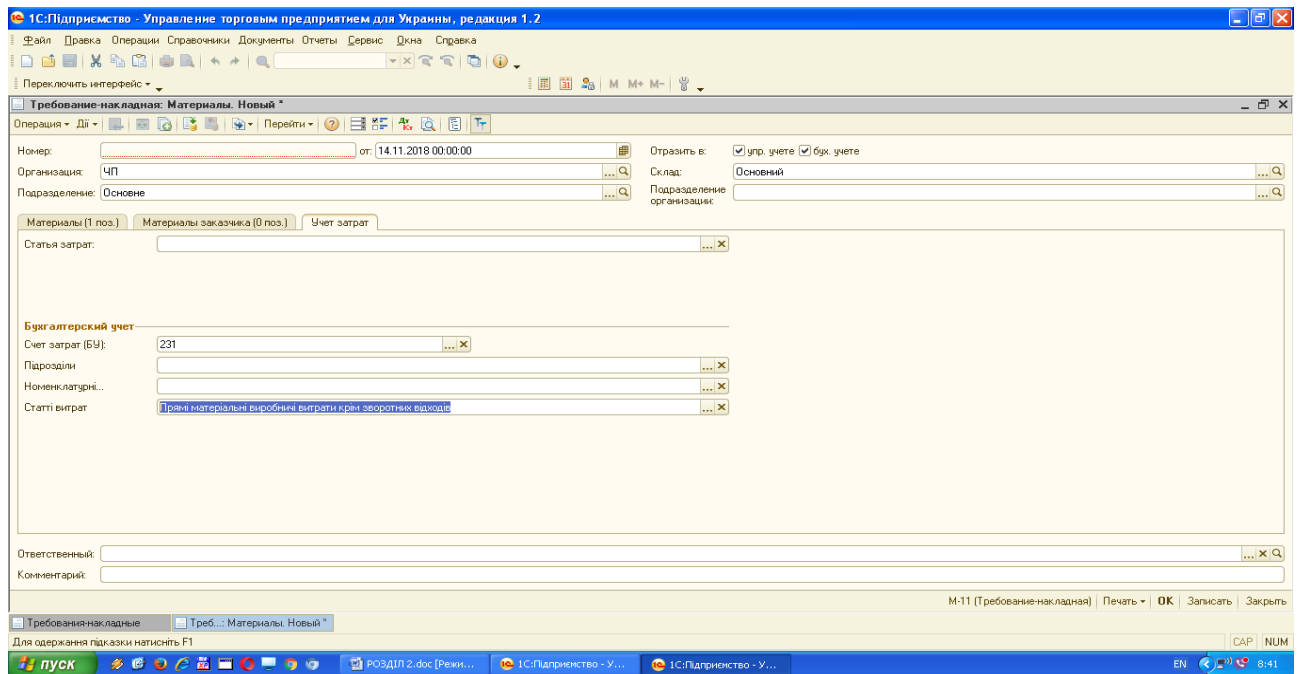 1С:Підприємство - Управление торговым предприятием для Украины, редакция 1.2
Файл Правка Операции Справочники Документы Отчеты Сервис Окна Справка
Переключить интерфейс M M+ M-
Требование-накладная: Материалы. Новый *
Операция Дії Перейти
Номер: от: 14.11.2018 00:00:00 Отразить в: упр. учете бух. учете
Организация: ЧП Склад: Основний
Подразделение: Основне Подразделение организации:
Материалы (1 поз.) Материалы заказчика (0 поз.) Учет затрат
Статья затрат:
Бухгалтерский учет
Счет затрат (БУ): 231
Підрозділи
Номенклатурні...
Статті витрат Прямі матеріальні виробничі витрати крім зворотних відходів
Ответственный:
Комментарий:
М-11 (Требование-накладная) Печать OK Записать Закрыть
Требования-накладные Треб...: Материалы. Новый *
Для одержання підказки натисніть F1 CAP NUM
пуск РОЗДІЛ 2.doc [Режи... 1С:Підприємство - У... 1С:Підприємство - У... EN 8:41